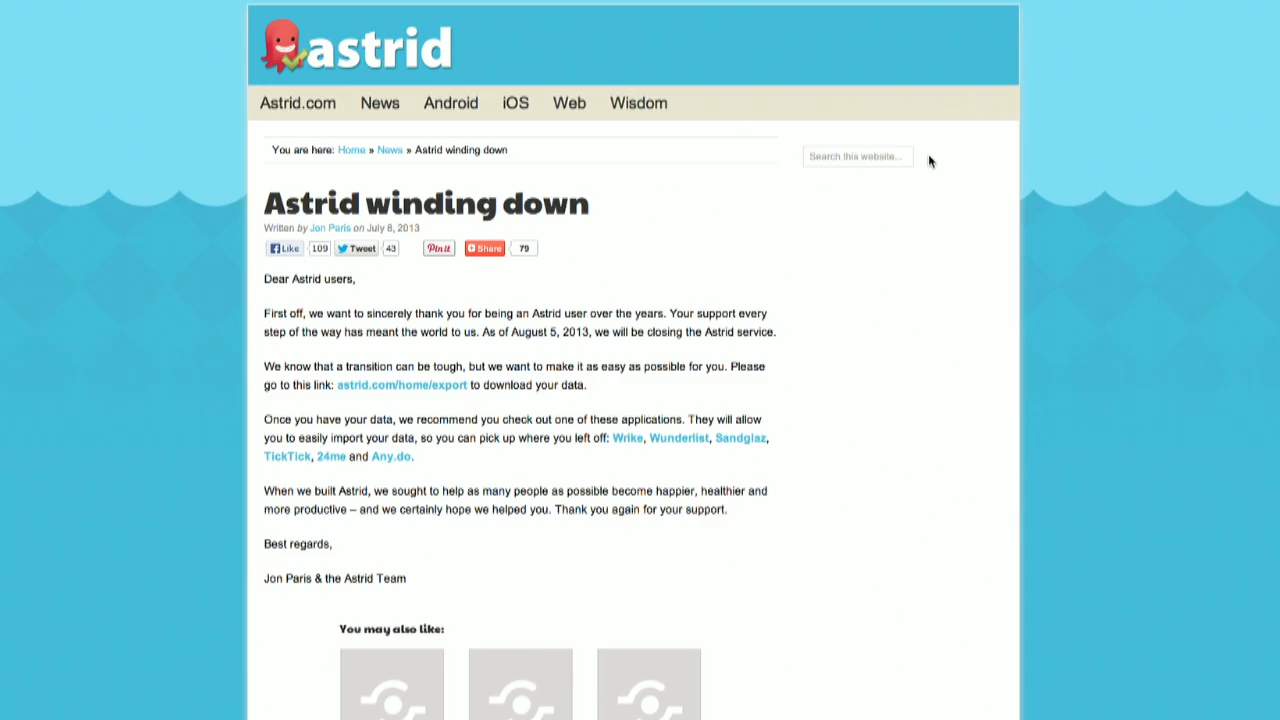 astrid
Astrid.com News Android iOS Web Wisdom
You are here: Home » News » Astrid winding down
Search this website...
Astrid winding down
Written by Jon Paris on July 8, 2013
Like 109 Tweet 43 Pin it Share 79
Dear Astrid users,
First off, we want to sincerely thank you for being an Astrid user over the years. Your support every
step of the way has meant the world to us. As of August 5, 2013, we will be closing the Astrid service.
We know that a transition can be tough, but we want to make it as easy as possible for you. Please
go to this link: astrid.com/home/export to download your data.
Once you have your data, we recommend you check out one of these applications. They will allow
you to easily import your data, so you can pick up where you left off: Wrike, Wunderlist, Sandglaz,
TickTick, 24me and Any.do.
When we built Astrid, we sought to help as many people as possible become happier, healthier and
more productive – and we certainly hope we helped you. Thank you again for your support.
Best regards,
Jon Paris & the Astrid Team
You may also like: